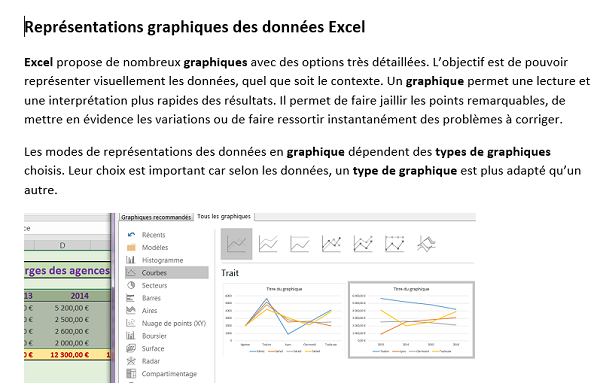 Représentations graphiques des données Excel
Excel propose de nombreux graphiques avec des options très détaillées. L’objectif est de pouvoir
représenter visuellement les données, quel que soit le contexte. Un graphique permet une lecture et
une interprétation plus rapides des résultats. Il permet de faire jaillir les points remarquables, de
mettre en évidence les variations ou de faire ressortir instantanément des problèmes à corriger.
Les modes de représentations des données en graphique dépendent des types de graphiques
choisis. Leur choix est important car selon les données, un type de graphique est plus adapté qu’un
autre.
Graphiques recommandés Tous les graphiques
D
rges des agences
13 2014
€ 5 200,00 €
€ 2 500,00 €
€ 2 600,00 €
€ 2 000,00 €
€ 12 300,00 € 1
Récents
Modèles
Histogramme
Courbes
Secteurs
Barres
Aires
Nuage de points (XY)
Boursier
Surface
Radar
Compartimentage
Trait
Titre du graphique
Titre du graphique